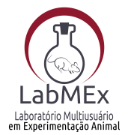 LabMEx
Laboratório Multiusuário
em Experimentação Animal